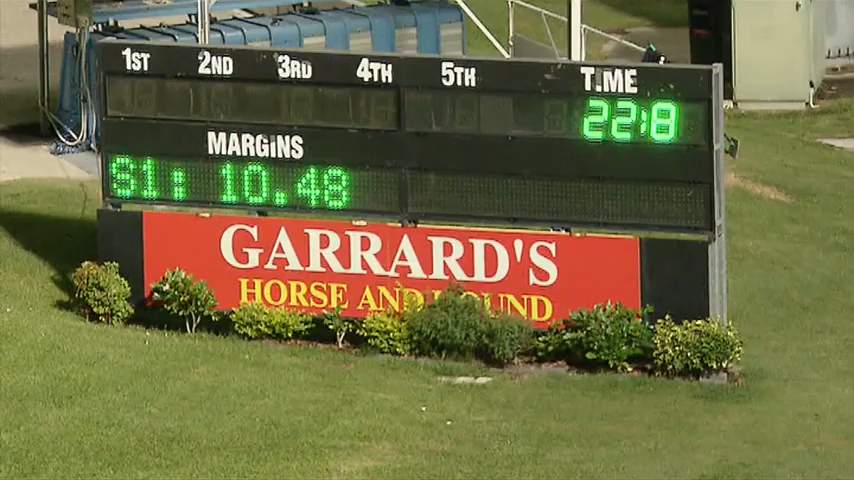 1ST 2ND 3RD 4TH 5TH TIME
22:8
MARGINS
S1: 10.48
GARRARD'S
HORSE AND HOUND